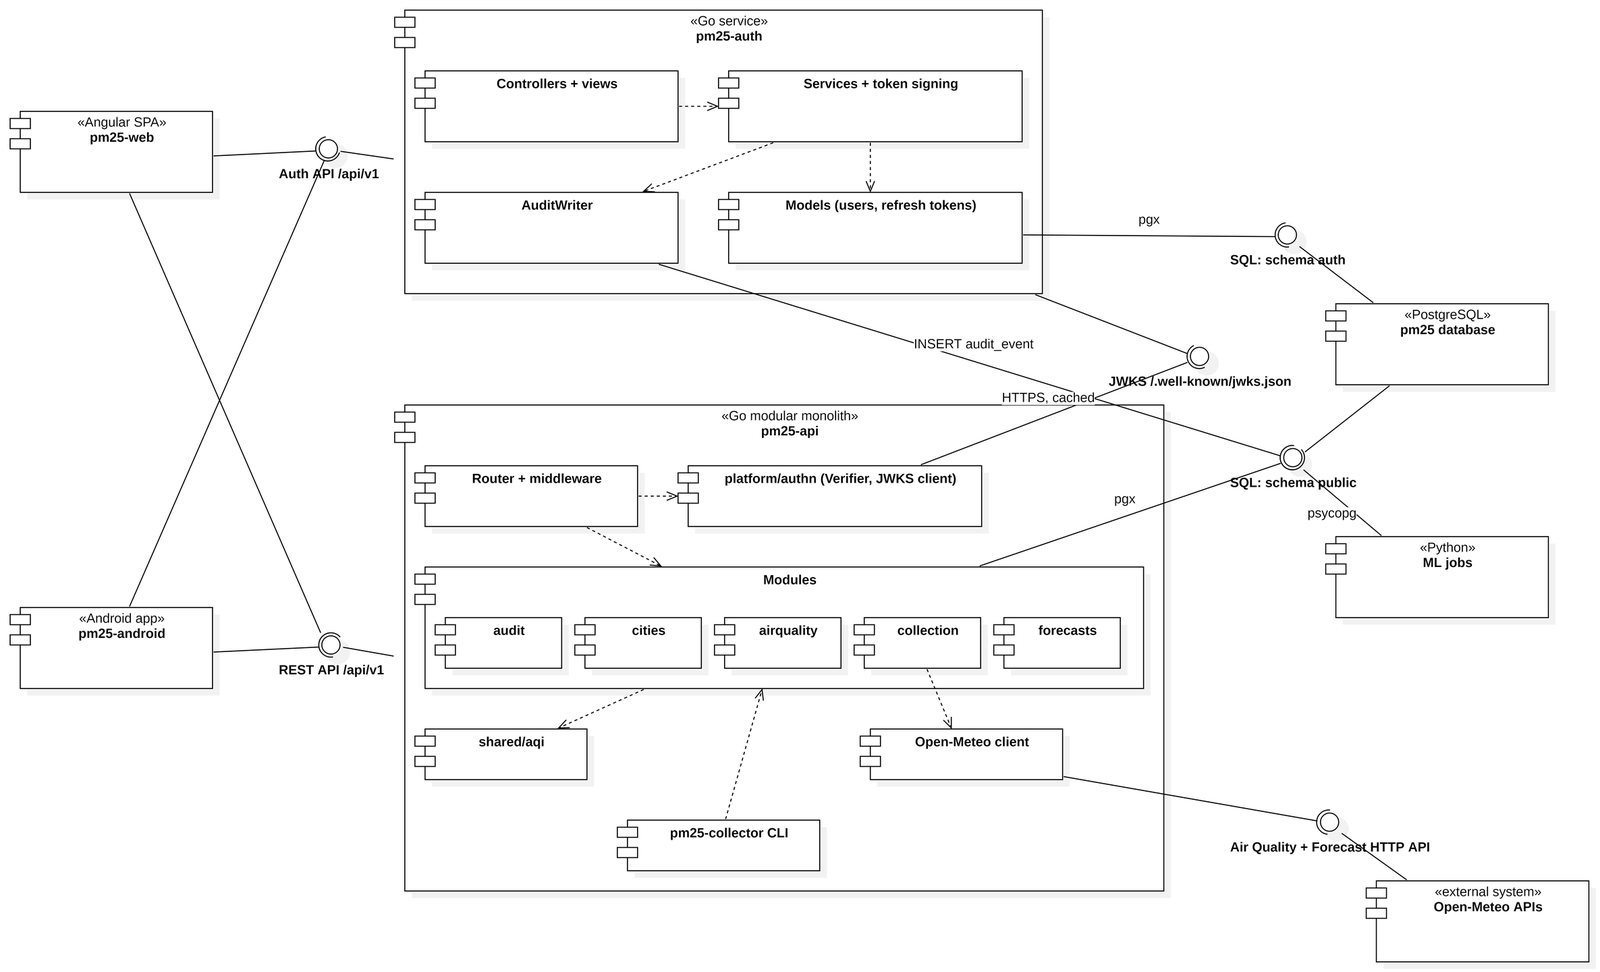 «Go service»
pm25-auth
Controllers + views
Services + token signing
«Angular SPA»
pm25-web
Auth API /api/v1
AuditWriter
Models (users, refresh tokens)
pgx
SQL: schema auth
«PostgreSQL»
pm25 database
INSERT audit_event
JWKS /.well-known/jwks.json
HTTPS, cached
«Go modular monolith»
pm25-api
Router + middleware
platform/authn (Verifier, JWKS client)
SQL: schema public
pgx
psycopg
«Python»
ML jobs
Modules
«Android app»
pm25-android
audit
cities
airquality
collection
forecasts
REST API /api/v1
shared/aqi
Open-Meteo client
pm25-collector CLI
Air Quality + Forecast HTTP API
«external system»
Open-Meteo APIs